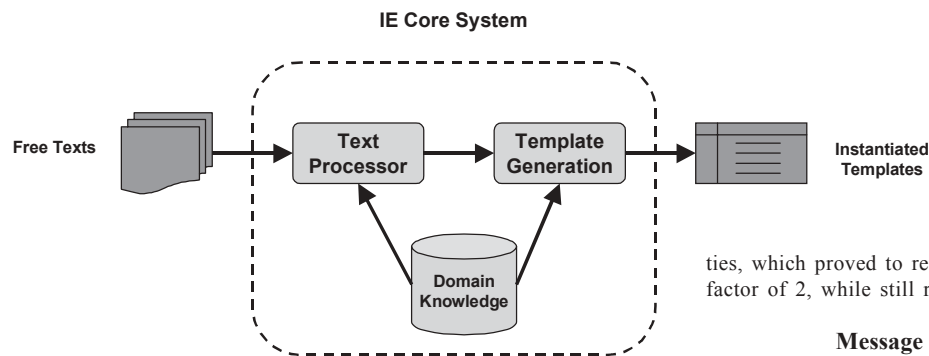 IE Core System
Free Texts
Text
Processor
Template
Generation
Instantiated
Templates
Domain
Knowledge
ties, which proved to re
factor of 2, while still
Message